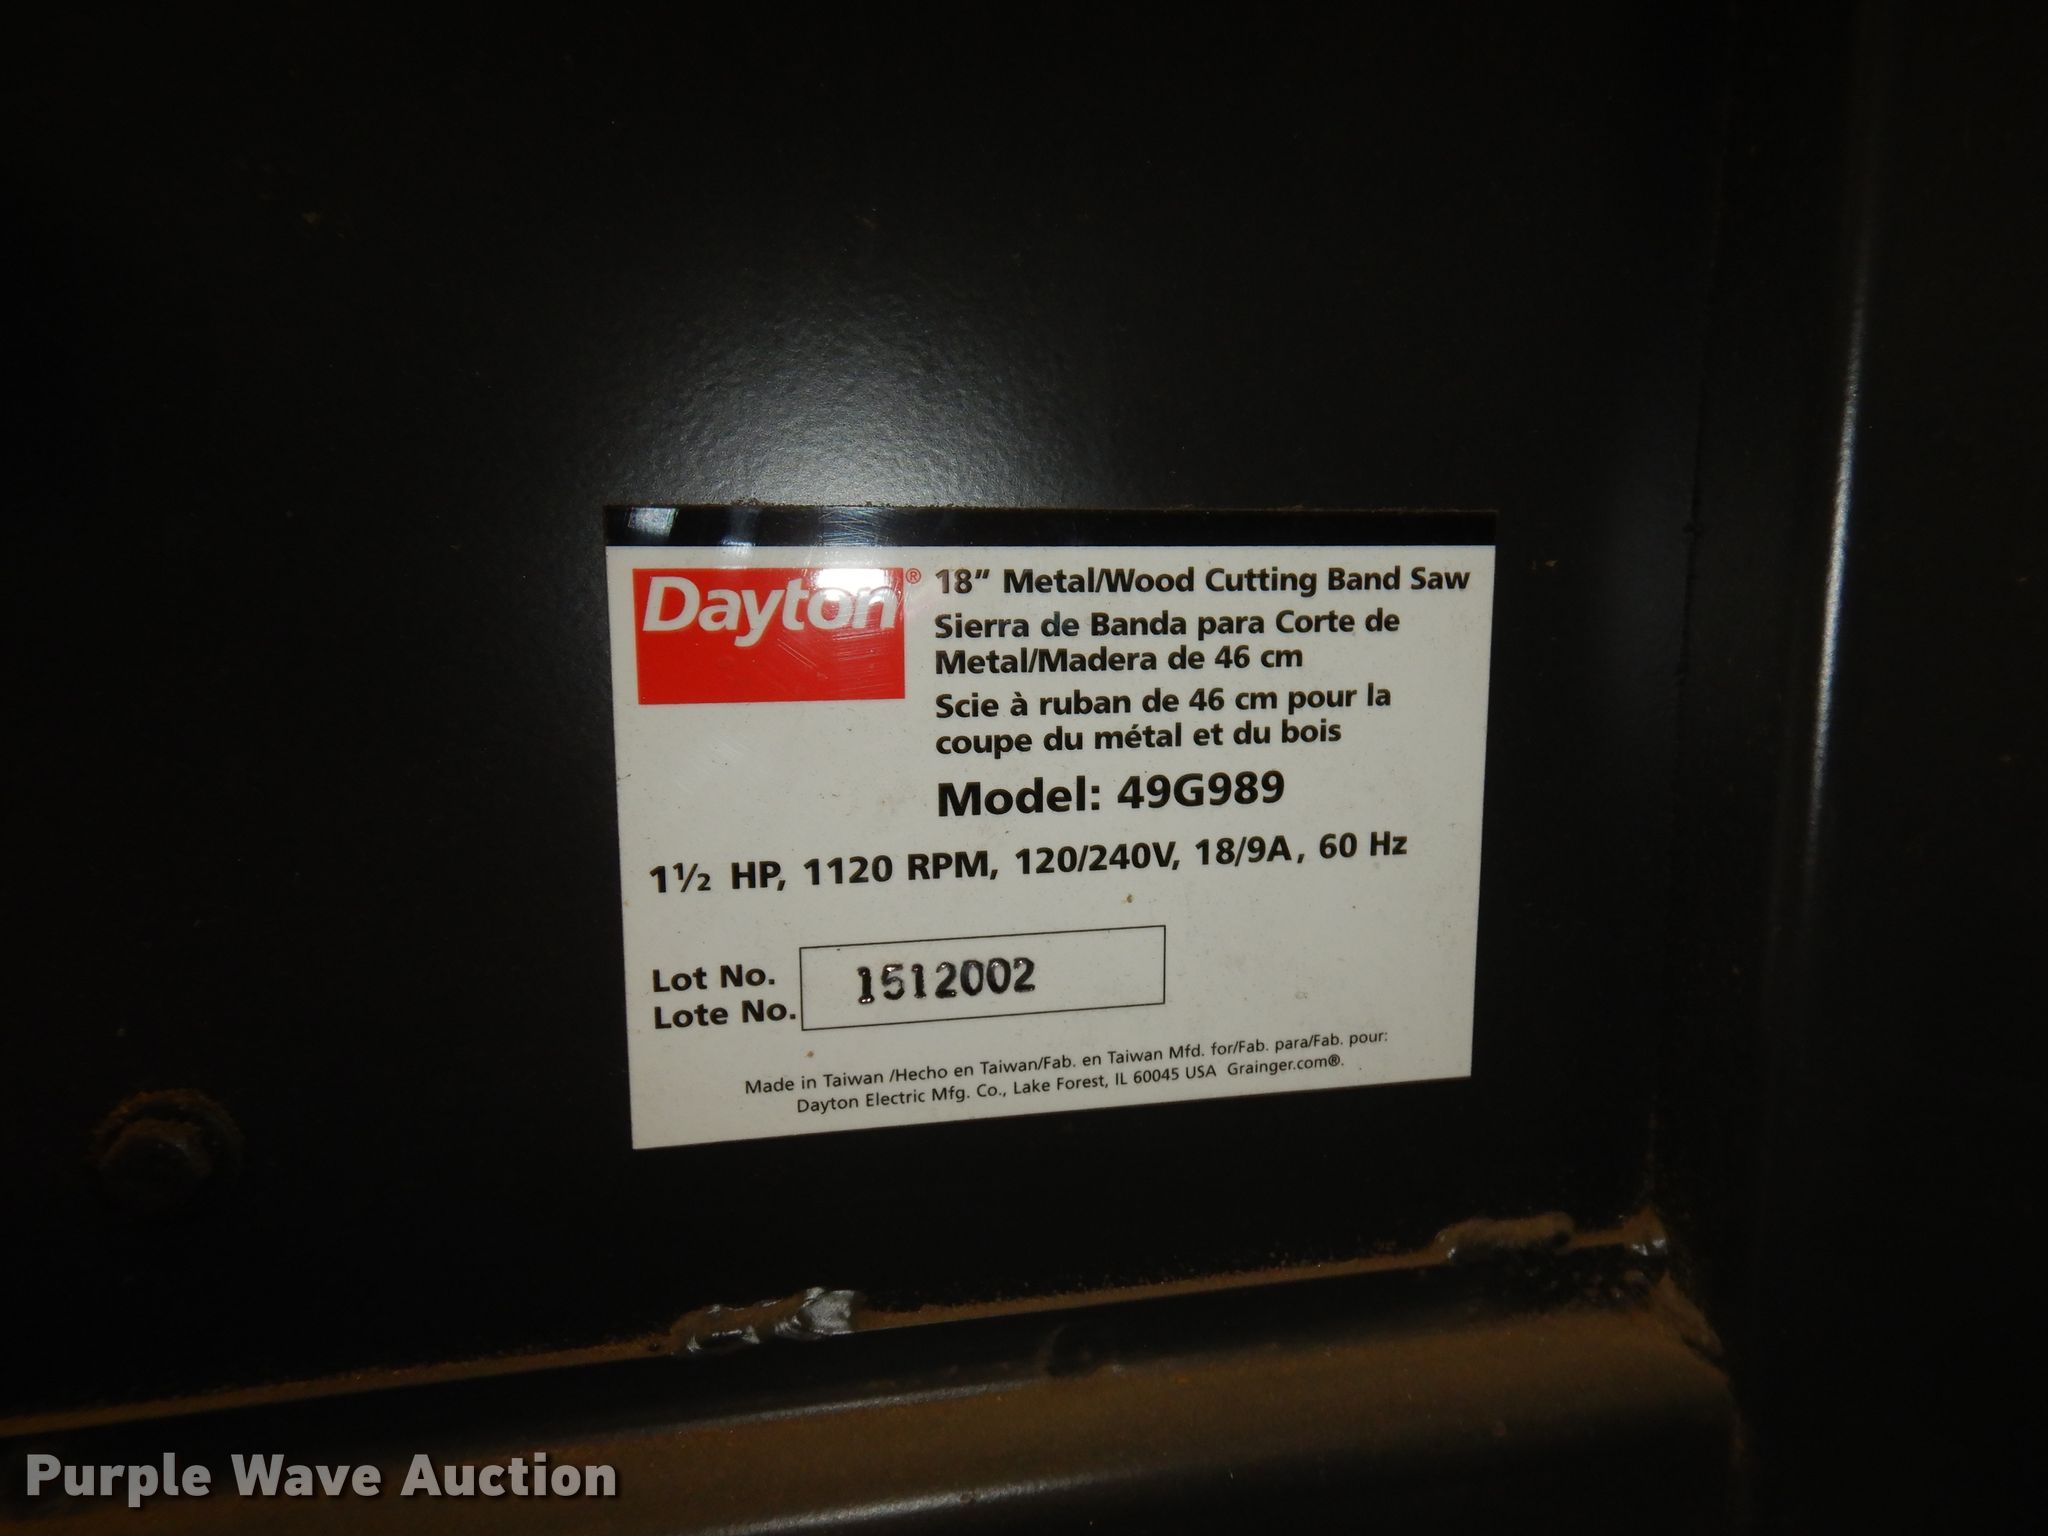 Dayton®
18" Metal/Wood Cutting Band Saw
Sierra de Banda para Corte de
Metal/Madera de 46 cm
Scie à ruban de 46 cm pour la
coupe du métal et du bois
Model: 49G989
1½ HP, 1120 RPM, 120/240V, 18/9A, 60 Hz
Lot No.
Lote No.
1512002
Made in Taiwan /Hecho en Taiwan/Fab. en Taiwan Mfd. for/Fab. para/Fab. pour:
Dayton Electric Mfg. Co., Lake Forest, IL 60045 USA Grainger.com®.
Purple Wave Auction